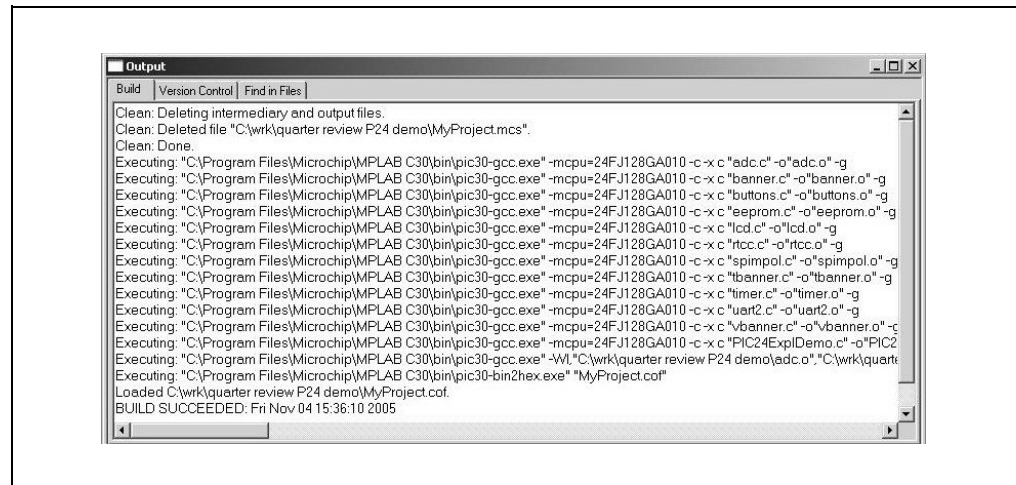 Output
Build Version Control Find in Files
Clean: Deleting intermediary and output files.
Clean: Deleted file "C:\wrk\quarter review P24 demo\MyProject.mcs".
Clean: Done.
Executing: "C:\Program Files\Microchip\MPLAB C30\bin\pic30-gcc.exe" -mcpu=24FJ128GA010 -c -x c "adc.c" -o"adc.o" -g
Executing: "C:\Program Files\Microchip\MPLAB C30\bin\pic30-gcc.exe" -mcpu=24FJ128GA010 -c -x c "banner.c" -o"banner.o" -g
Executing: "C:\Program Files\Microchip\MPLAB C30\bin\pic30-gcc.exe" -mcpu=24FJ128GA010 -c -x c "buttons.c" -o"buttons.o" -g
Executing: "C:\Program Files\Microchip\MPLAB C30\bin\pic30-gcc.exe" -mcpu=24FJ128GA010 -c -x c "eeprom.c" -o"eeprom.o" -g
Executing: "C:\Program Files\Microchip\MPLAB C30\bin\pic30-gcc.exe" -mcpu=24FJ128GA010 -c -x c "lcd.c" -o"lcd.o" -g
Executing: "C:\Program Files\Microchip\MPLAB C30\bin\pic30-gcc.exe" -mcpu=24FJ128GA010 -c -x c "rtcc.c" -o"rtcc.o" -g
Executing: "C:\Program Files\Microchip\MPLAB C30\bin\pic30-gcc.exe" -mcpu=24FJ128GA010 -c -x c "spimpol.c" -o"spimpol.o" -g
Executing: "C:\Program Files\Microchip\MPLAB C30\bin\pic30-gcc.exe" -mcpu=24FJ128GA010 -c -x c "tbanner.c" -o"tbanner.o" -g
Executing: "C:\Program Files\Microchip\MPLAB C30\bin\pic30-gcc.exe" -mcpu=24FJ128GA010 -c -x c "timer.c" -o"timer.o" -g
Executing: "C:\Program Files\Microchip\MPLAB C30\bin\pic30-gcc.exe" -mcpu=24FJ128GA010 -c -x c "uart2.c" -o"uart2.o" -g
Executing: "C:\Program Files\Microchip\MPLAB C30\bin\pic30-gcc.exe" -mcpu=24FJ128GA010 -c -x c "vbanner.c" -o"vbanner.o" -g
Executing: "C:\Program Files\Microchip\MPLAB C30\bin\pic30-gcc.exe" -mcpu=24FJ128GA010 -c -x c "PIC24ExplDemo.c" -o"PIC2
Executing: "C:\Program Files\Microchip\MPLAB C30\bin\pic30-gcc.exe" -Wl,"C:\wrk\quarter review P24 demo\adc.o","C:\wrk\quarte
Executing: "C:\Program Files\Microchip\MPLAB C30\bin\pic30-bin2hex.exe" "MyProject.cof"
Loaded C:\wrk\quarter review P24 demo\MyProject.cof.
BUILD SUCCEEDED: Fri Nov 04 15:36:10 2005